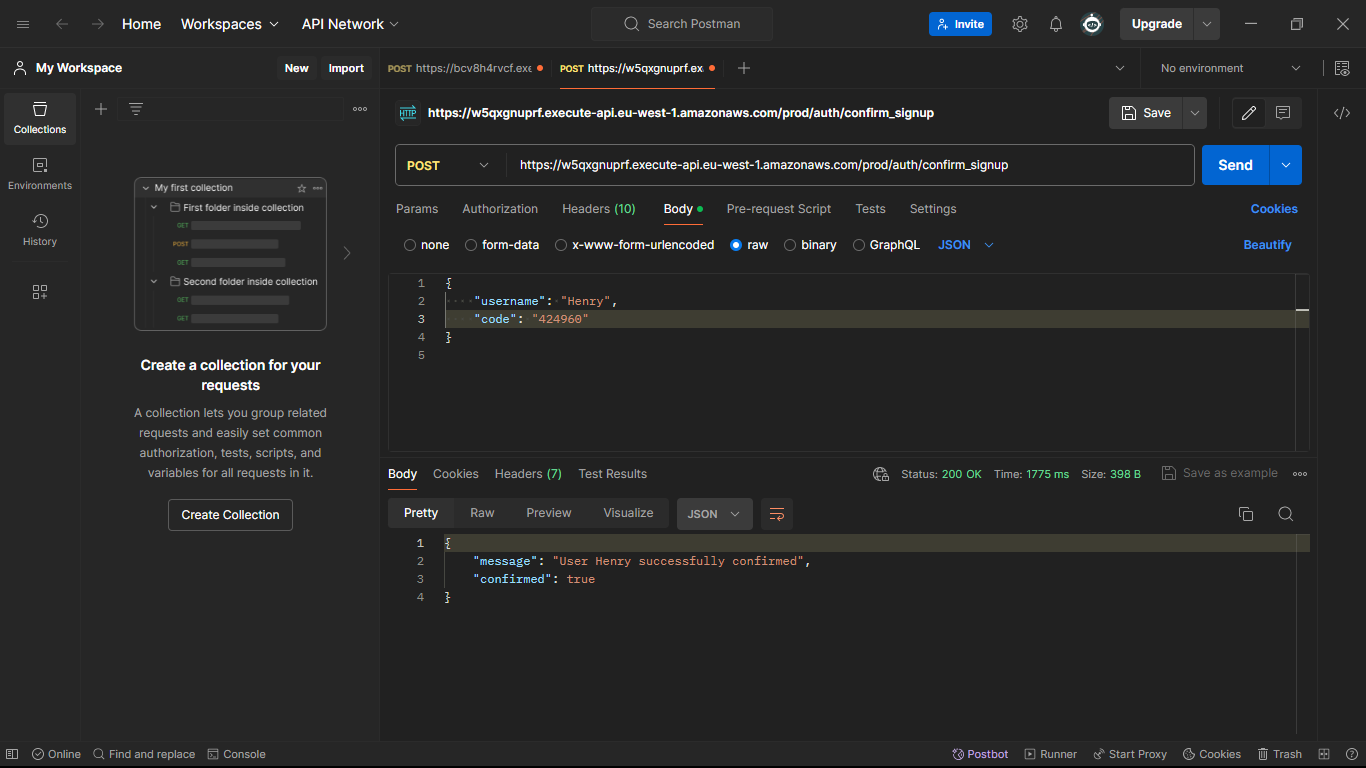 Home Workspaces API Network Search Postman Invite Upgrade
My Workspace New Import POST https://bcv8h4rvcf.exe POST https://w5qxgnuprf.ex No environment
Collections
Environments
History
My first collection
First folder inside collection
GET
POST
GET
Second folder inside collection
GET
GET
Create a collection for your
requests
A collection lets you group related
requests and easily set common
authorization, tests, scripts, and
variables for all requests in it.
Create Collection
HTTP https://w5qxgnuprf.execute-api.eu-west-1.amazonaws.com/prod/auth/confirm_signup Save
POST https://w5qxgnuprf.execute-api.eu-west-1.amazonaws.com/prod/auth/confirm_signup Send
Params Authorization Headers (10) Body Pre-request Script Tests Settings Cookies
none form-data x-www-form-urlencoded raw binary GraphQL JSON Beautify
1 {
2 "username": "Henry",
3 "code": "424960"
4 }
5
Body Cookies Headers (7) Test Results Status: 200 OK Time: 1775 ms Size: 398 B Save as example
Pretty Raw Preview Visualize JSON
1 {
2 "message": "User Henry successfully confirmed",
3 "confirmed": true
4 }
Online Find and replace Console Postbot Runner Start Proxy Cookies Trash